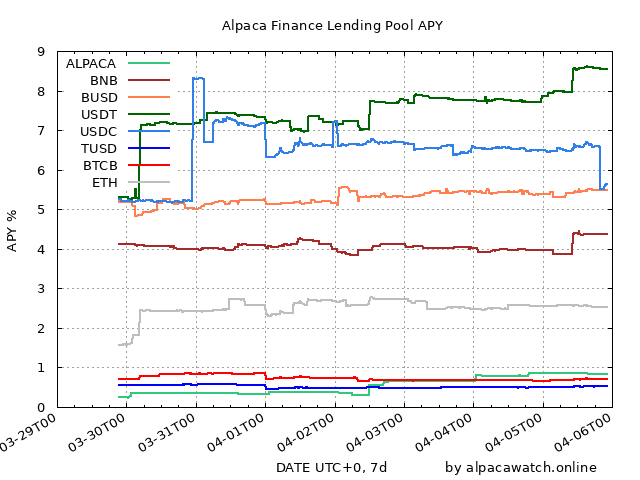 Alpaca Finance Lending Pool APY
APY %
9
8
7
6
5
4
3
2
1
0
ALPACA
BNB
BUSD
USDT
USDC
TUSD
BTCB
ETH
03-29T00
03-30T00
03-31T00
04-01T00
04-02T00
04-03T00
04-04T00
04-05T00
04-06T00
DATE UTC+0, 7d
by alpacawatch.online